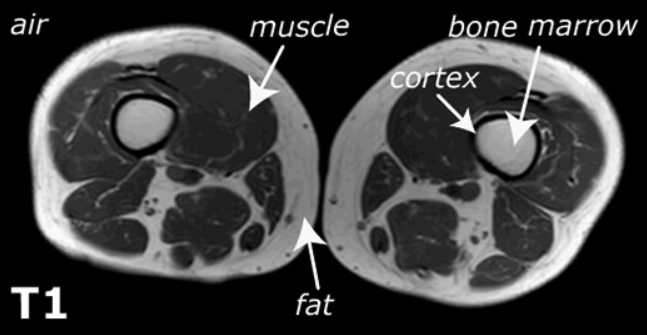 air
muscle
bone marrow
cortex
fat
T1